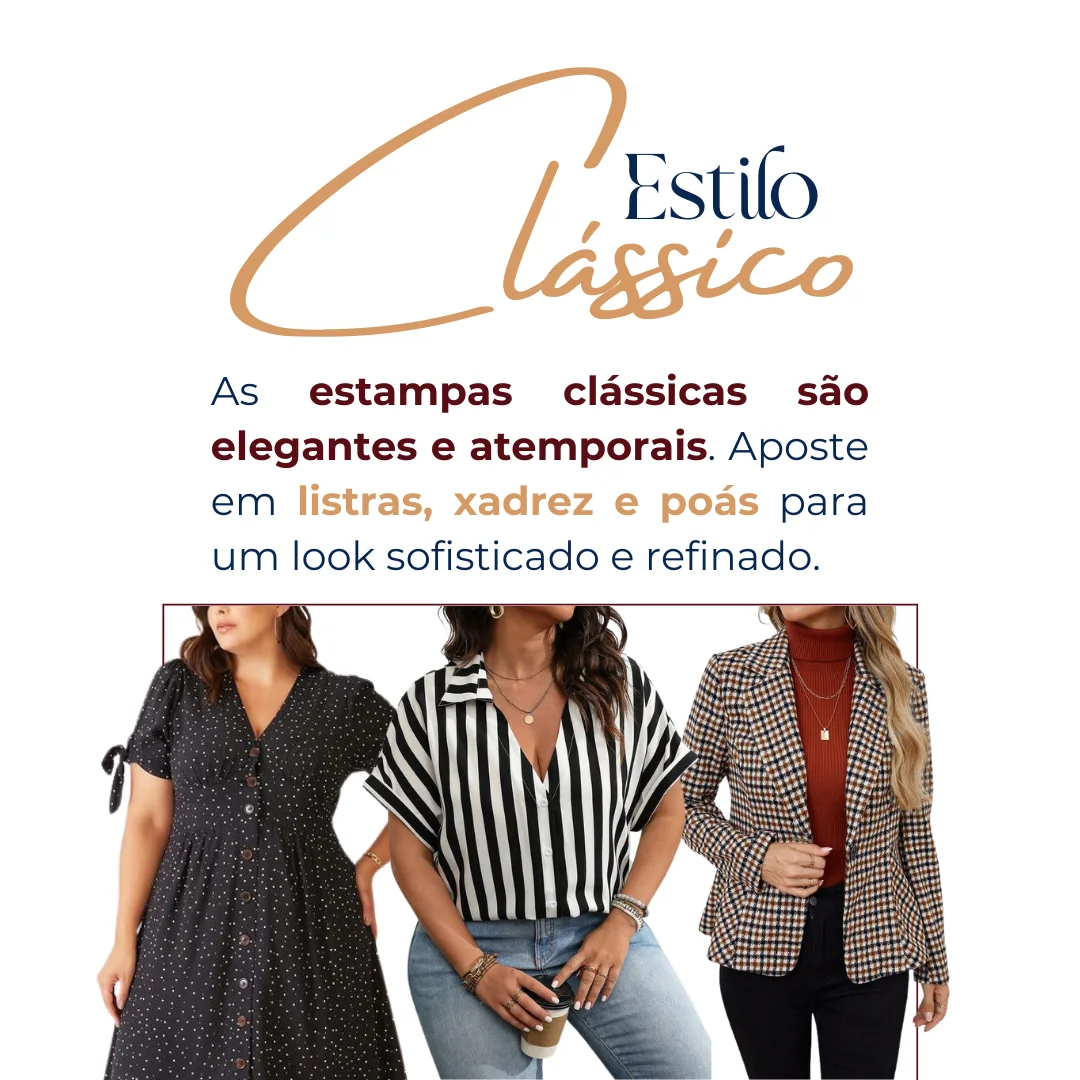 Estilo
Clássico
As estampas clássicas são
elegantes e atemporais. Aposte
em listras, xadrez e poás para
um look sofisticado e refinado.